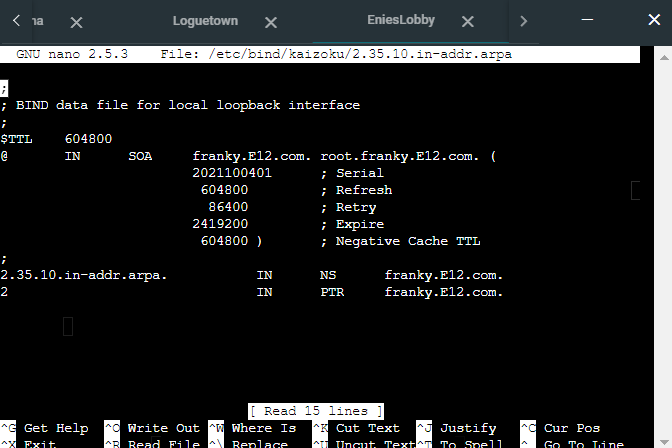 na Loguetown EniesLobby
GNU nano 2.5.3 File: /etc/bind/kaizoku/2.35.10.in-addr.arpa
;
; BIND data file for local loopback interface
;
$TTL 604800
@ IN SOA franky.E12.com. root.franky.E12.com. (
2021100401 ; Serial
604800 ; Refresh
86400 ; Retry
2419200 ; Expire
604800 ) ; Negative Cache TTL
;
2.35.10.in-addr.arpa. IN NS franky.E12.com.
2 IN PTR franky.E12.com.
[ Read 15 lines ]
^G Get Help ^O Write Out ^W Where Is ^K Cut Text ^J Justify ^C Cur Pos
^X Exit ^R Read File ^\ Replace ^U Uncut Text ^T To Spell ^_ Go To Line